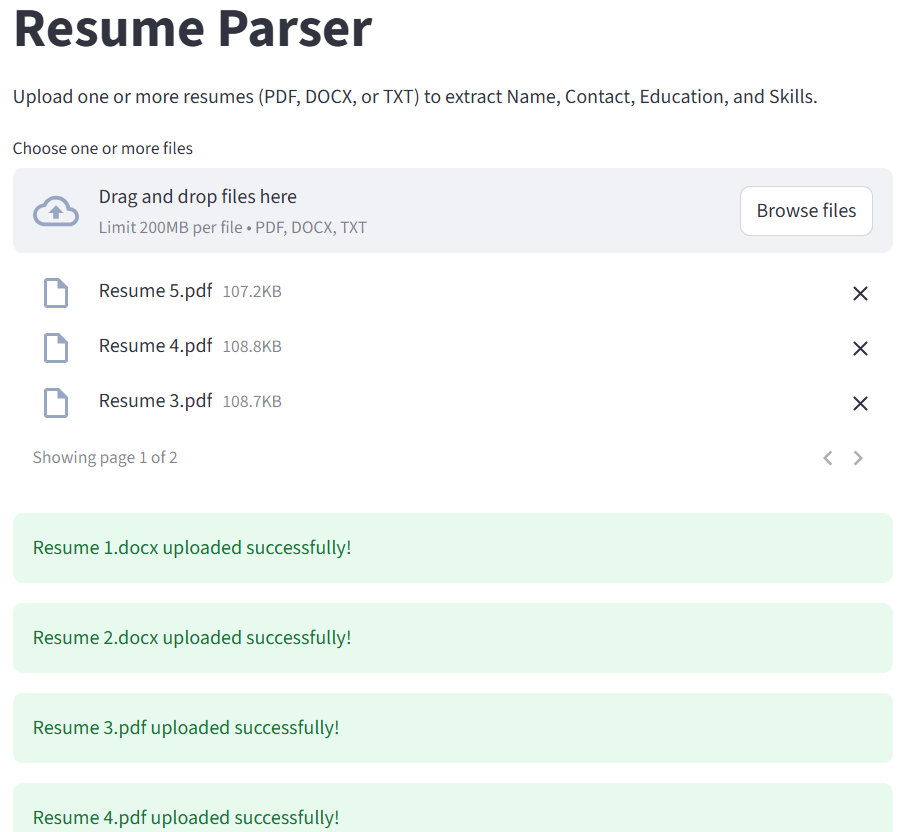 Resume Parser
Upload one or more resumes (PDF, DOCX, or TXT) to extract Name, Contact, Education, and Skills.
Choose one or more files
Drag and drop files here
Limit 200MB per file • PDF, DOCX, TXT
Browse files
Resume 5.pdf 107.2KB
Resume 4.pdf 108.8KB
Resume 3.pdf 108.7KB
Showing page 1 of 2
Resume 1.docx uploaded successfully!
Resume 2.docx uploaded successfully!
Resume 3.pdf uploaded successfully!
Resume 4.pdf uploaded successfully!